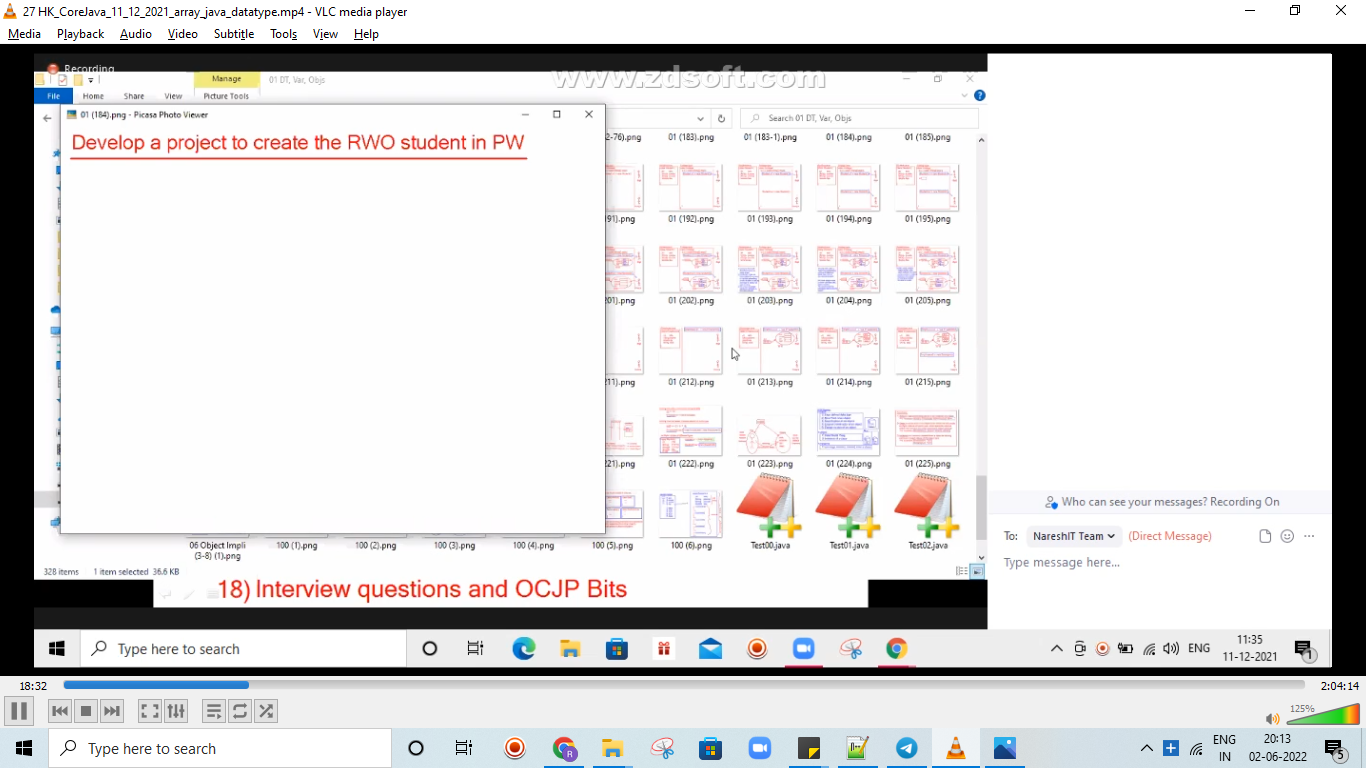 27 HK_CoreJava_11_12_2021_array_java_datatype.mp4 - VLC media player
Media Playback Audio Video Subtitle Tools View Help
Recording
www.zdsoft.com
Manage 01 DT, Var, Objs
File Home Share View Picture Tools
Search 01 DT, Var, Objs
01 (184).png - Picasa Photo Viewer
Develop a project to create the RWO student in PW
2-76).png 01 (183).png 01 (183-1).png 01 (184).png 01 (185).png
191).png 01 (192).png 01 (193).png 01 (194).png 01 (195).png
201).png 01 (202).png 01 (203).png 01 (204).png 01 (205).png
211).png 01 (212).png 01 (213).png 01 (214).png 01 (215).png
221).png 01 (222).png 01 (223).png 01 (224).png 01 (225).png
06 Object Impli (3-8) (1).png 100 (1).png 100 (2).png 100 (3).png 100 (4).png 100 (5).png 100 (6).png Test00.java Test01.java Test02.java
328 items 1 item selected 36.6 KB
18) Interview questions and OCJP Bits
Who can see your messages? Recording On
To: NareshIT Team (Direct Message)
Type message here...
Type here to search
ENG
11:35
11-12-2021
1
18:32
2:04:14
125%
Type here to search
ENG
IN
20:13
02-06-2022
5